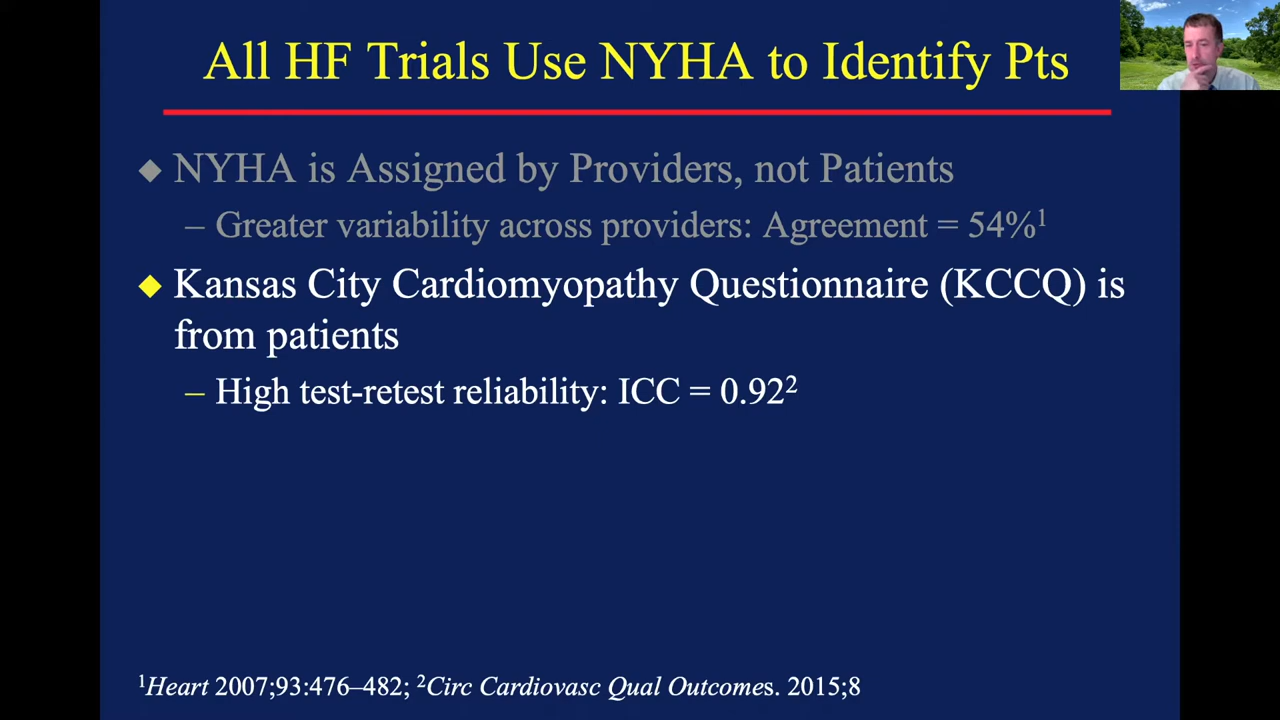 All HF Trials Use NYHA to Identify Pts
◆ NYHA is Assigned by Providers, not Patients
– Greater variability across providers: Agreement = 54%¹
◆ Kansas City Cardiomyopathy Questionnaire (KCCQ) is
from patients
– High test-retest reliability: ICC = 0.92²
¹Heart 2007;93:476–482; ²Circ Cardiovasc Qual Outcomes. 2015;8